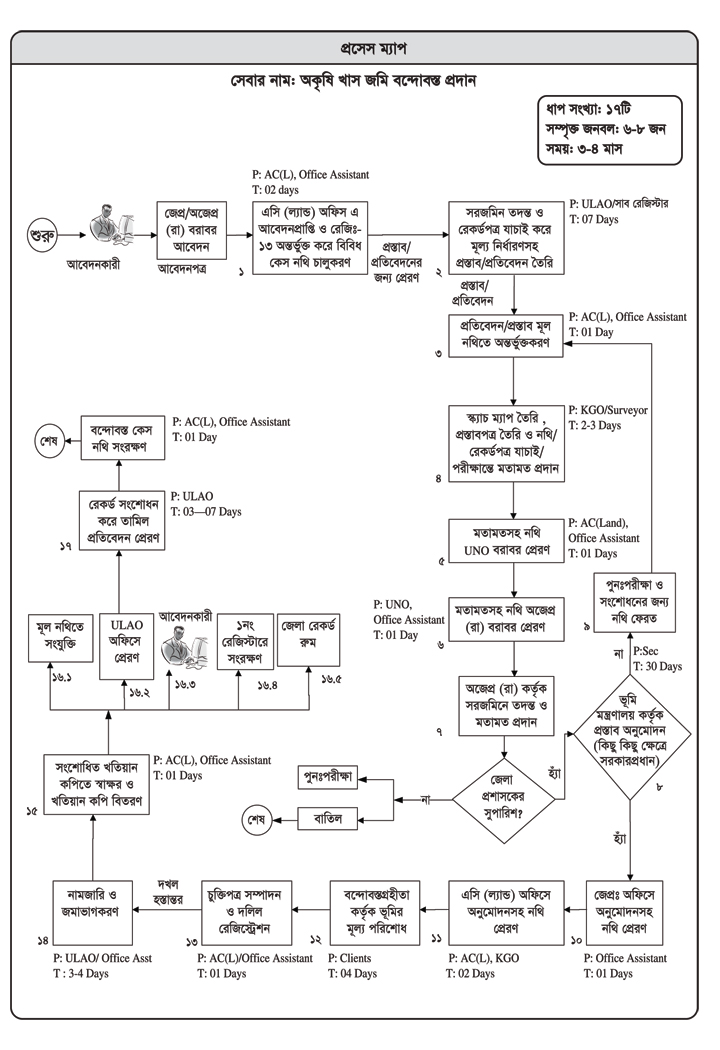 প্রসেস ম্যাপ
সেবার নাম: অকৃষি খাস জমি বন্দোবস্ত প্রদান
ধাপ সংখ্যা: ১৭টি
সম্পৃক্ত জনবল: ৬-৮ জন
সময়: ৩-৪ মাস
শুরু
আবেদনকারী
জেপ্র/অজেপ্র
(রা) বরাবর
আবেদন
আবেদনপত্র
P: AC(L), Office Assistant
T: 02 days
এসি (ল্যান্ড) অফিস এ
আবেদনপ্রাপ্তি ও রেজিঃ-
১৩ অন্তর্ভুক্ত করে বিবিধ
কেস নথি চালুকরণ
১
প্রস্তাব/
প্রতিবেদনের
জন্য প্রেরণ
সরজমিন তদন্ত ও
রেকর্ডপত্র যাচাই করে
মূল্য নির্ধারণসহ
প্রস্তাব/প্রতিবেদন তৈরি
২
P: ULAO/সাব রেজিস্টার
T: 07 Days
প্রস্তাব/
প্রতিবেদন
প্রতিবেদন/প্রস্তাব মূল
নথিতে অন্তর্ভুক্তকরণ
৩
P: AC(L), Office Assistant
T: 01 Day
স্ক্যাচ ম্যাপ তৈরি ,
প্রস্তাবপত্র তৈরি ও নথি/
রেকর্ডপত্র যাচাই/
পরীক্ষান্তে মতামত প্রদান
৪
P: KGO/Surveyor
T: 2-3 Days
মতামতসহ নথি
UNO বরাবর প্রেরণ
৫
P: AC(Land),
Office Assistant
T: 01 Days
P: UNO,
Office Assistant
T: 01 Day
মতামতসহ নথি অজেপ্র
(রা) বরাবর প্রেরণ
৬
অজেপ্র (রা) কর্তৃক
সরজমিনে তদন্ত ও
মতামত প্রদান
৭
জেলা
প্রশাসকের
সুপারিশ?
না
পুনঃপরীক্ষা
বাতিল
শেষ
হ্যাঁ
ভূমি
মন্ত্রণালয় কর্তৃক
প্রস্তাব অনুমোদন
(কিছু কিছু ক্ষেত্রে
সরকারপ্রধান)
৮
না
P:Sec
T: 30 Days
পুনঃপরীক্ষা ও
সংশোধনের জন্য
নথি ফেরত
৯
হ্যাঁ
জেপ্রঃ অফিসে
অনুমোদনসহ
নথি প্রেরণ
১০
P: Office Assistant
T: 01 Days
এসি (ল্যান্ড) অফিসে
অনুমোদনসহ নথি
প্রেরণ
১১
P: AC(L), KGO
T: 02 Days
বন্দোবস্তগ্রহীতা
কর্তৃক ভূমির
মূল্য পরিশোধ
১২
P: Clients
T: 04 Days
চুক্তিপত্র সম্পাদন
ও দলিল
রেজিস্ট্রেশন
১৩
P: AC(L)/Office Assistant
T: 01 Days
দখল
হস্তান্তর
নামজারি ও
জমাভাগকরণ
১৪
P: ULAO/ Office Asst
T : 3-4 Days
সংশোধিত খতিয়ান
কপিতে স্বাক্ষর ও
খতিয়ান কপি বিতরণ
১৫
P: AC(L), Office Assistant
T: 01 Days
মূল নথিতে
সংযুক্তি
১৬.১
ULAO
অফিসে
প্রেরণ
১৬.২
আবেদনকারী
১৬.৩
১নং
রেজিস্টারে
সংরক্ষণ
১৬.৪
জেলা রেকর্ড
রুম
১৬.৫
রেকর্ড সংশোধন
করে তামিল
প্রতিবেদন প্রেরণ
১৭
P: ULAO
T: 03—07 Days
বন্দোবস্ত কেস
নথি সংরক্ষণ
P: AC(L), Office Assistant
T: 01 Day
শেষ